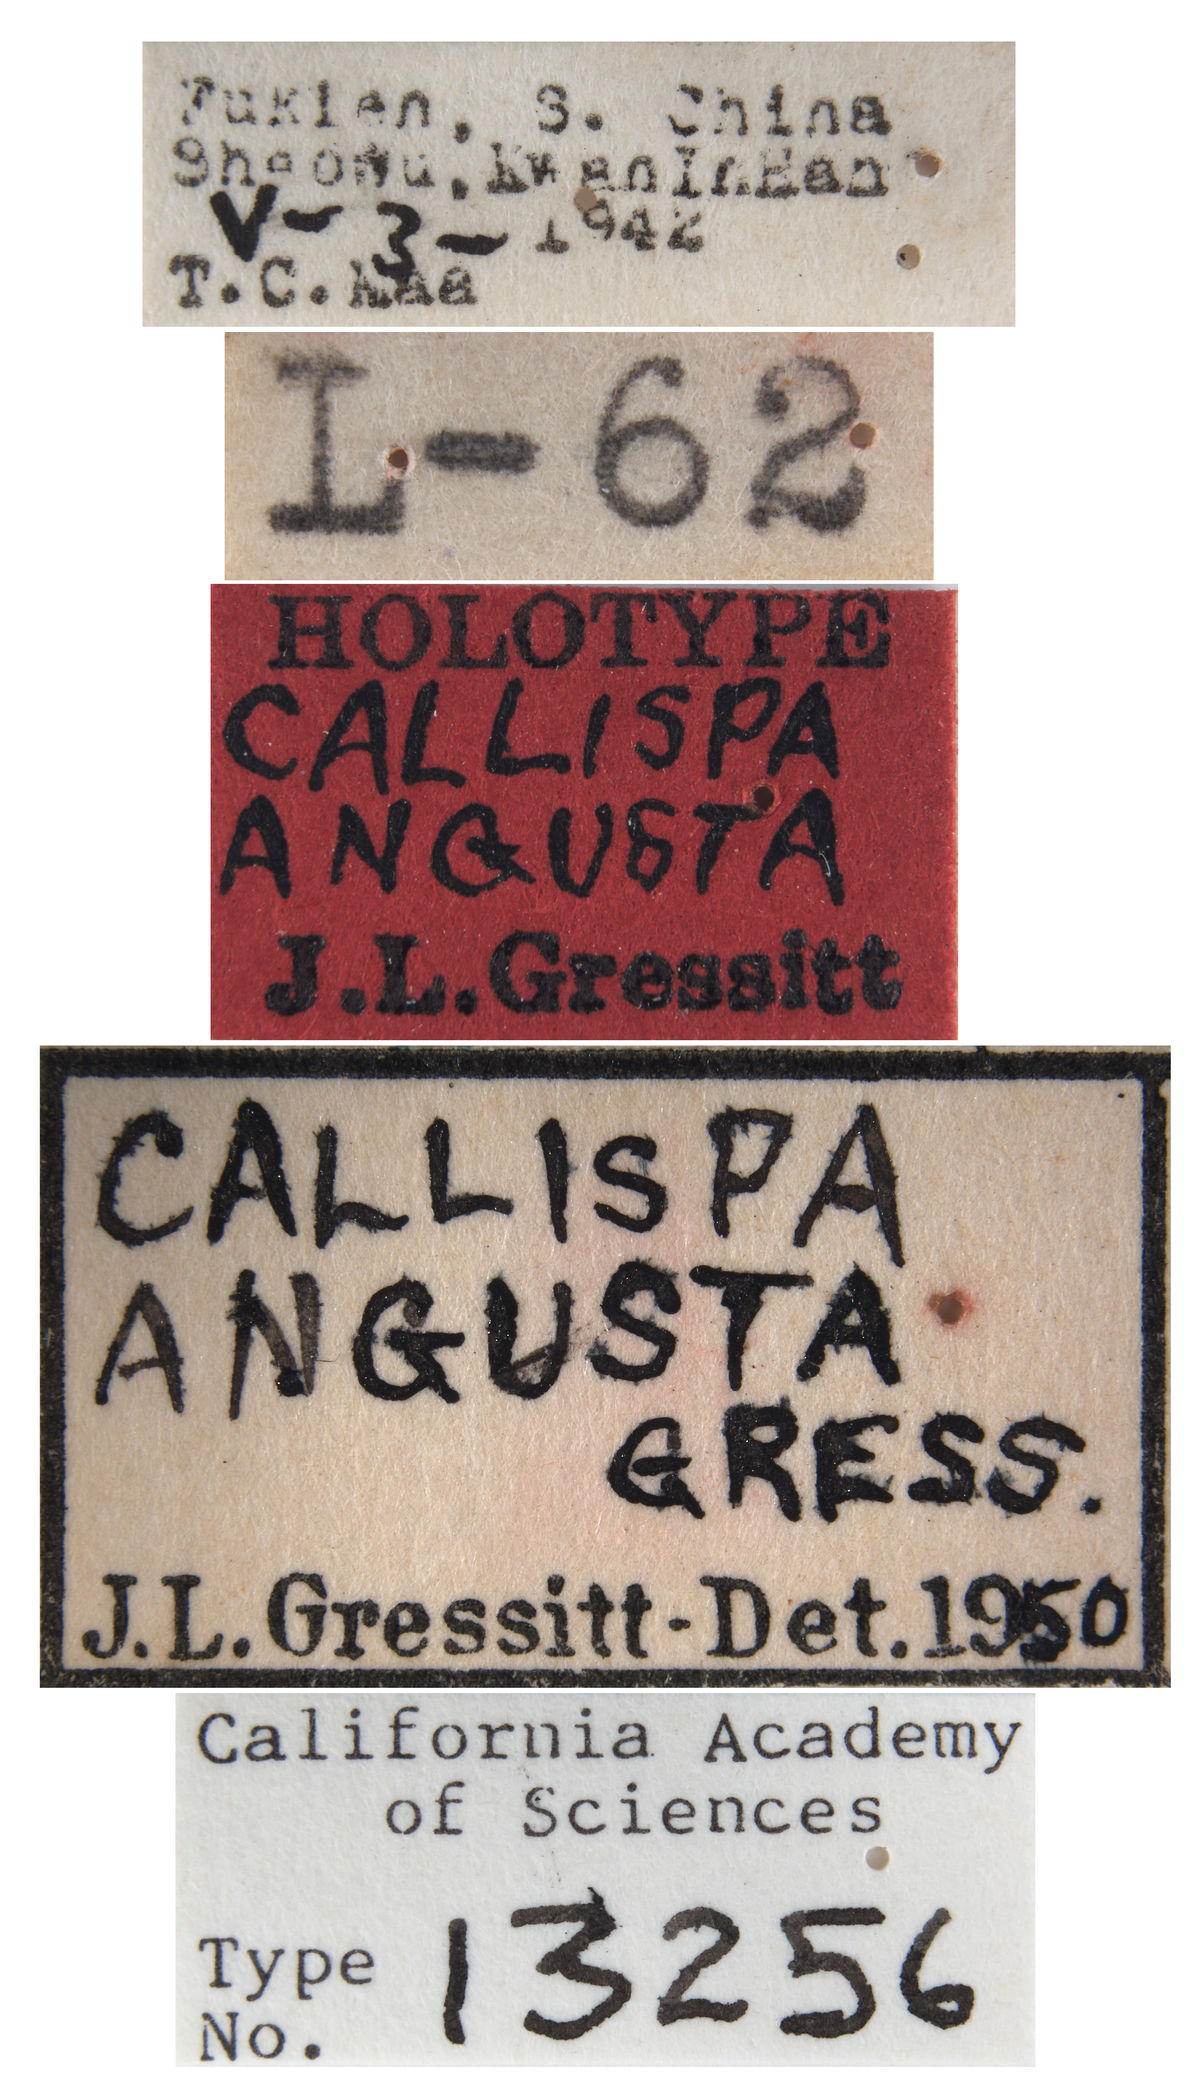 Fukien, S. China
Shaowu, KwanInHan
V-3-1942
T.C. Maa
L-62
HOLOTYPE
CALLISPA
ANGUSTA
J.L.Gressitt
CALLISPA
ANGUSTA
GRESS.
J.L.Gressitt-Det.1950
California Academy
of Sciences
Type
No. 13256